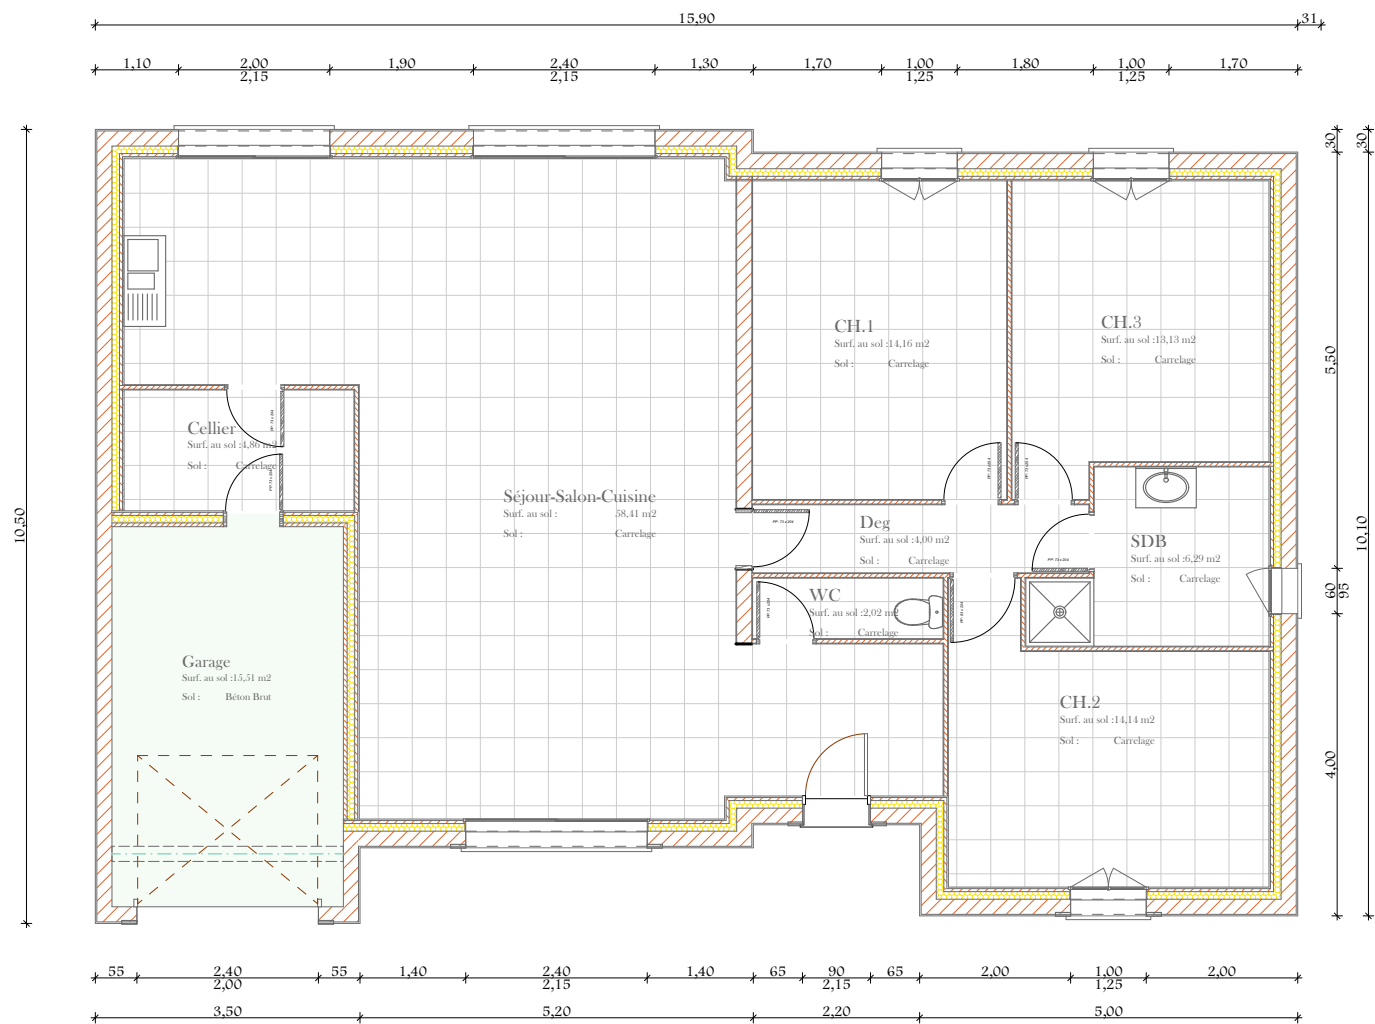 15,90
31
1,10
2,00
2,15
1,90
2,40
2,15
1,30
1,70
1,00
1,25
1,80
1,00
1,25
1,70
30
30
CH.1
Surf. au sol :14,16 m2
Sol : Carrelage
CH.3
Surf. au sol :13,13 m2
Sol : Carrelage
5,50
Cellier
Surf. au sol :4,86 m2
Sol : Carrelage
Séjour-Salon-Cuisine
Surf. au sol : 58,41 m2
Sol : Carrelage
10,50
Deg
Surf. au sol :4,00 m2
Sol : Carrelage
SDB
Surf. au sol :6,29 m2
Sol : Carrelage
10,10
60
95
WC
Surf. au sol :2,02 m2
Sol : Carrelage
Garage
Surf. au sol :15,51 m2
Sol : Béton Brut
CH.2
Surf. au sol :14,14 m2
Sol : Carrelage
4,00
55
2,40
2,00
55
1,40
2,40
2,15
1,40
65
90
2,15
65
2,00
1,00
1,25
2,00
3,50
5,20
2,20
5,00